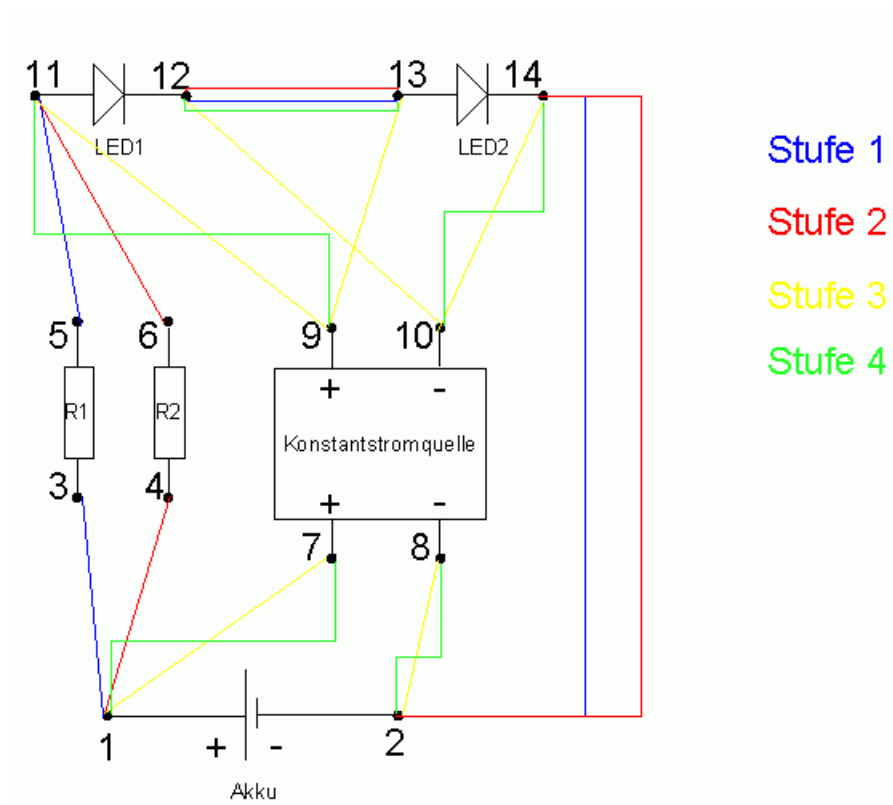 11 12 13 14
LED1 LED2
Stufe 1
Stufe 2
Stufe 3
Stufe 4
5 6 9 10
+ -
R1 R2
Konstantstromquelle
3 4
+ -
7 8
1 2
+ -
Akku